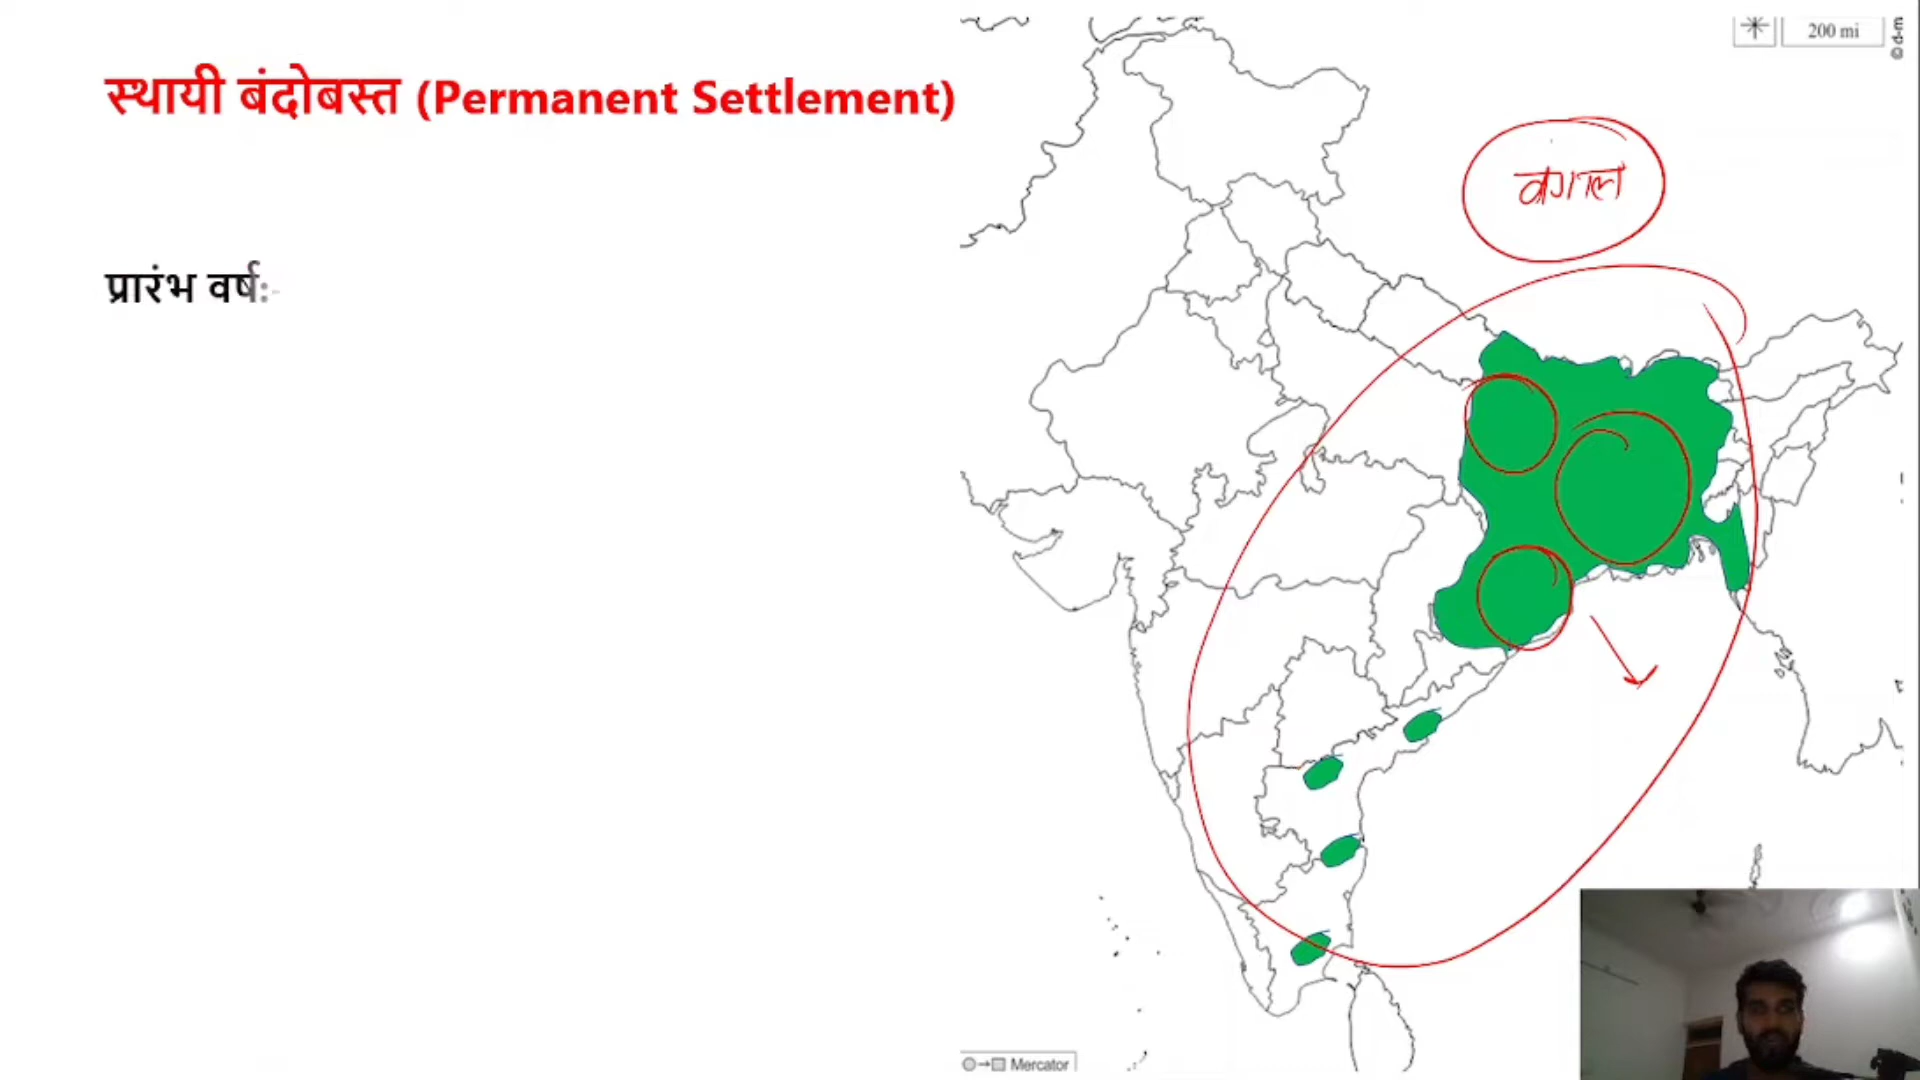 स्थायी बंदोबस्त (Permanent Settlement)
प्रारंभ वर्ष:-
200 mi
© d-m
बंगाल
Mercator